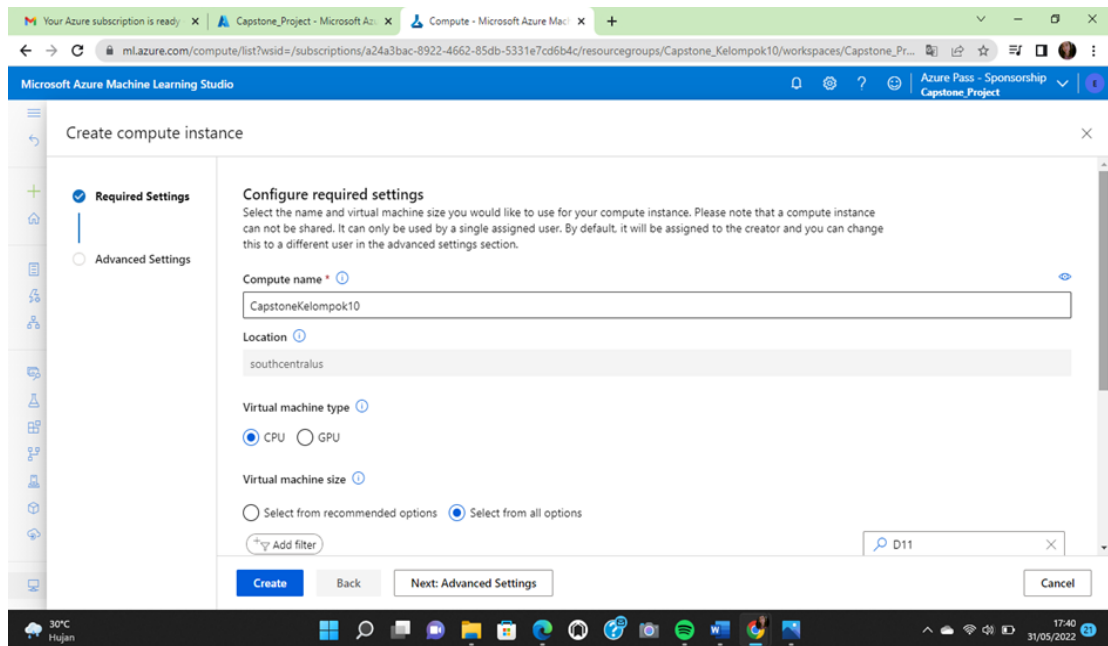 Your Azure subscription is ready
Capstone_Project - Microsoft Az
Compute - Microsoft Azure Mac
ml.azure.com/compute/list?wsid=/subscriptions/a24a3bac-8922-4662-85db-5331e7cd6b4c/resourcegroups/Capstone_Kelompok10/workspaces/Capstone_Pr...
Microsoft Azure Machine Learning Studio
Azure Pass - Sponsorship
Capstone_Project
Create compute instance
Required Settings
Advanced Settings
Configure required settings
Select the name and virtual machine size you would like to use for your compute instance. Please note that a compute instance
can not be shared. It can only be used by a single assigned user. By default, it will be assigned to the creator and you can change
this to a different user in the advanced settings section.
Compute name *
CapstoneKelompok10
Location
southcentralus
Virtual machine type
CPU GPU
Virtual machine size
Select from recommended options Select from all options
Add filter
D11
Create Back Next: Advanced Settings Cancel
30°C
Hujan
17:40
31/05/2022
21